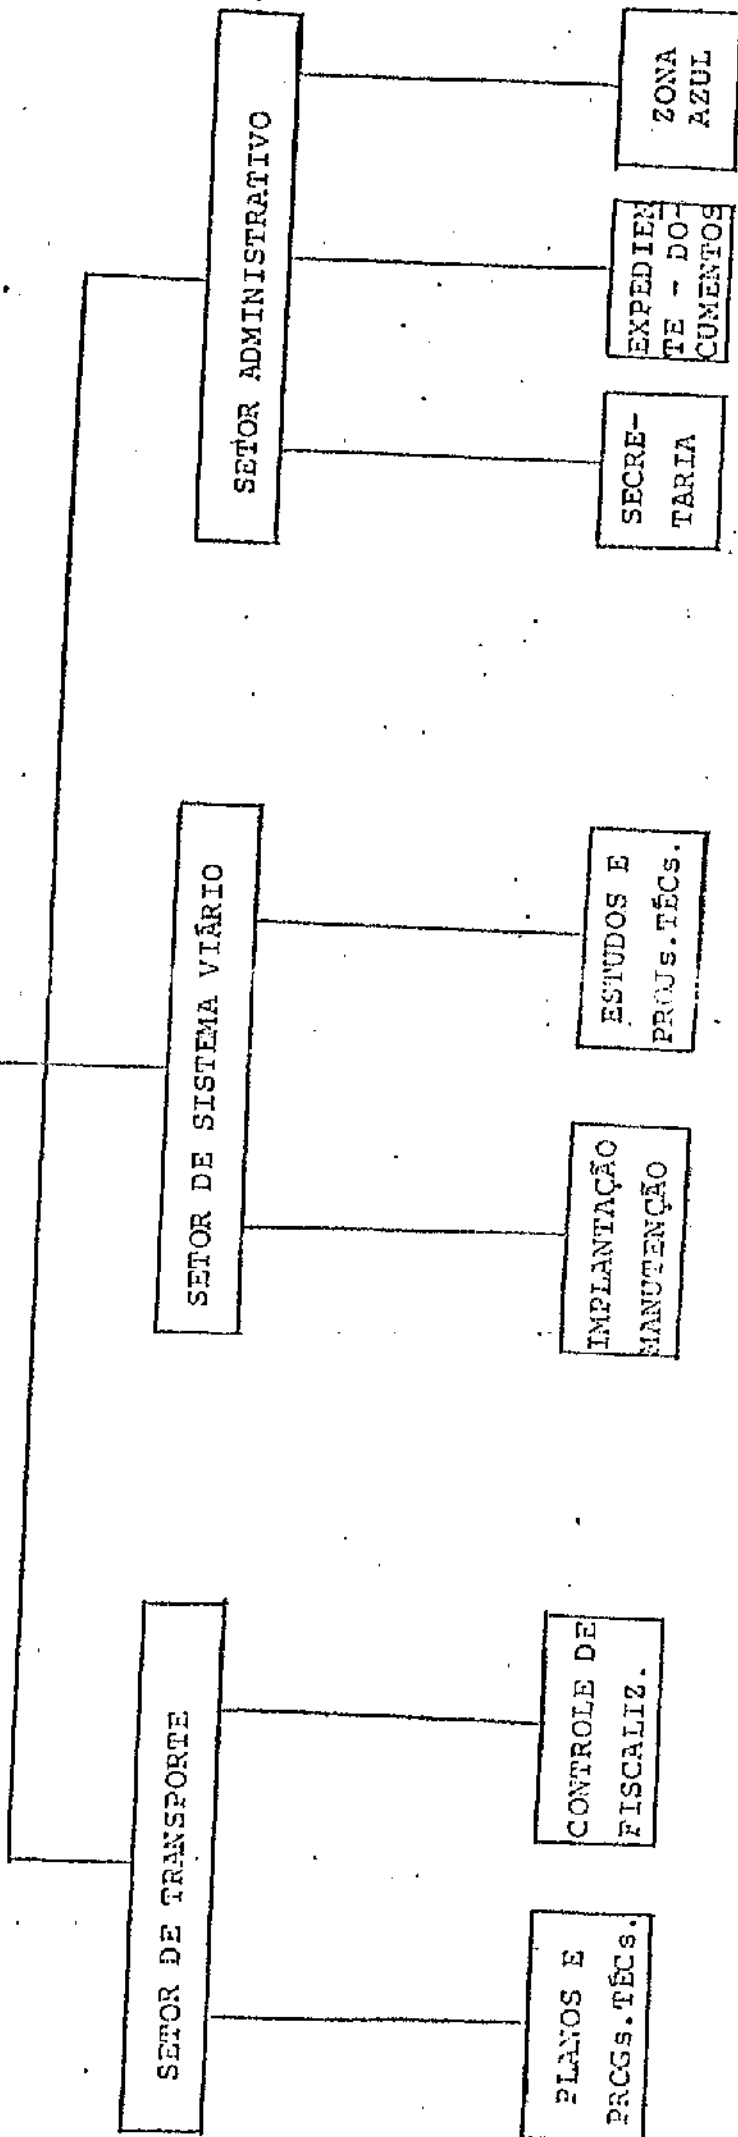 SETOR DE TRANSPORTE
SETOR DE SISTEMA VIÁRIO
SETOR ADMINISTRATIVO
PLANOS E
PROGs.TÉCs.
CONTROLE DE
FISCALIZ.
IMPLANTAÇÃO
MANUTENÇÃO
ESTUDOS E
PROJs.TÉCs.
SECRE-
TARIA
EXPEDIEN
TE - DO-
CUMENTOS
ZONA
AZUL